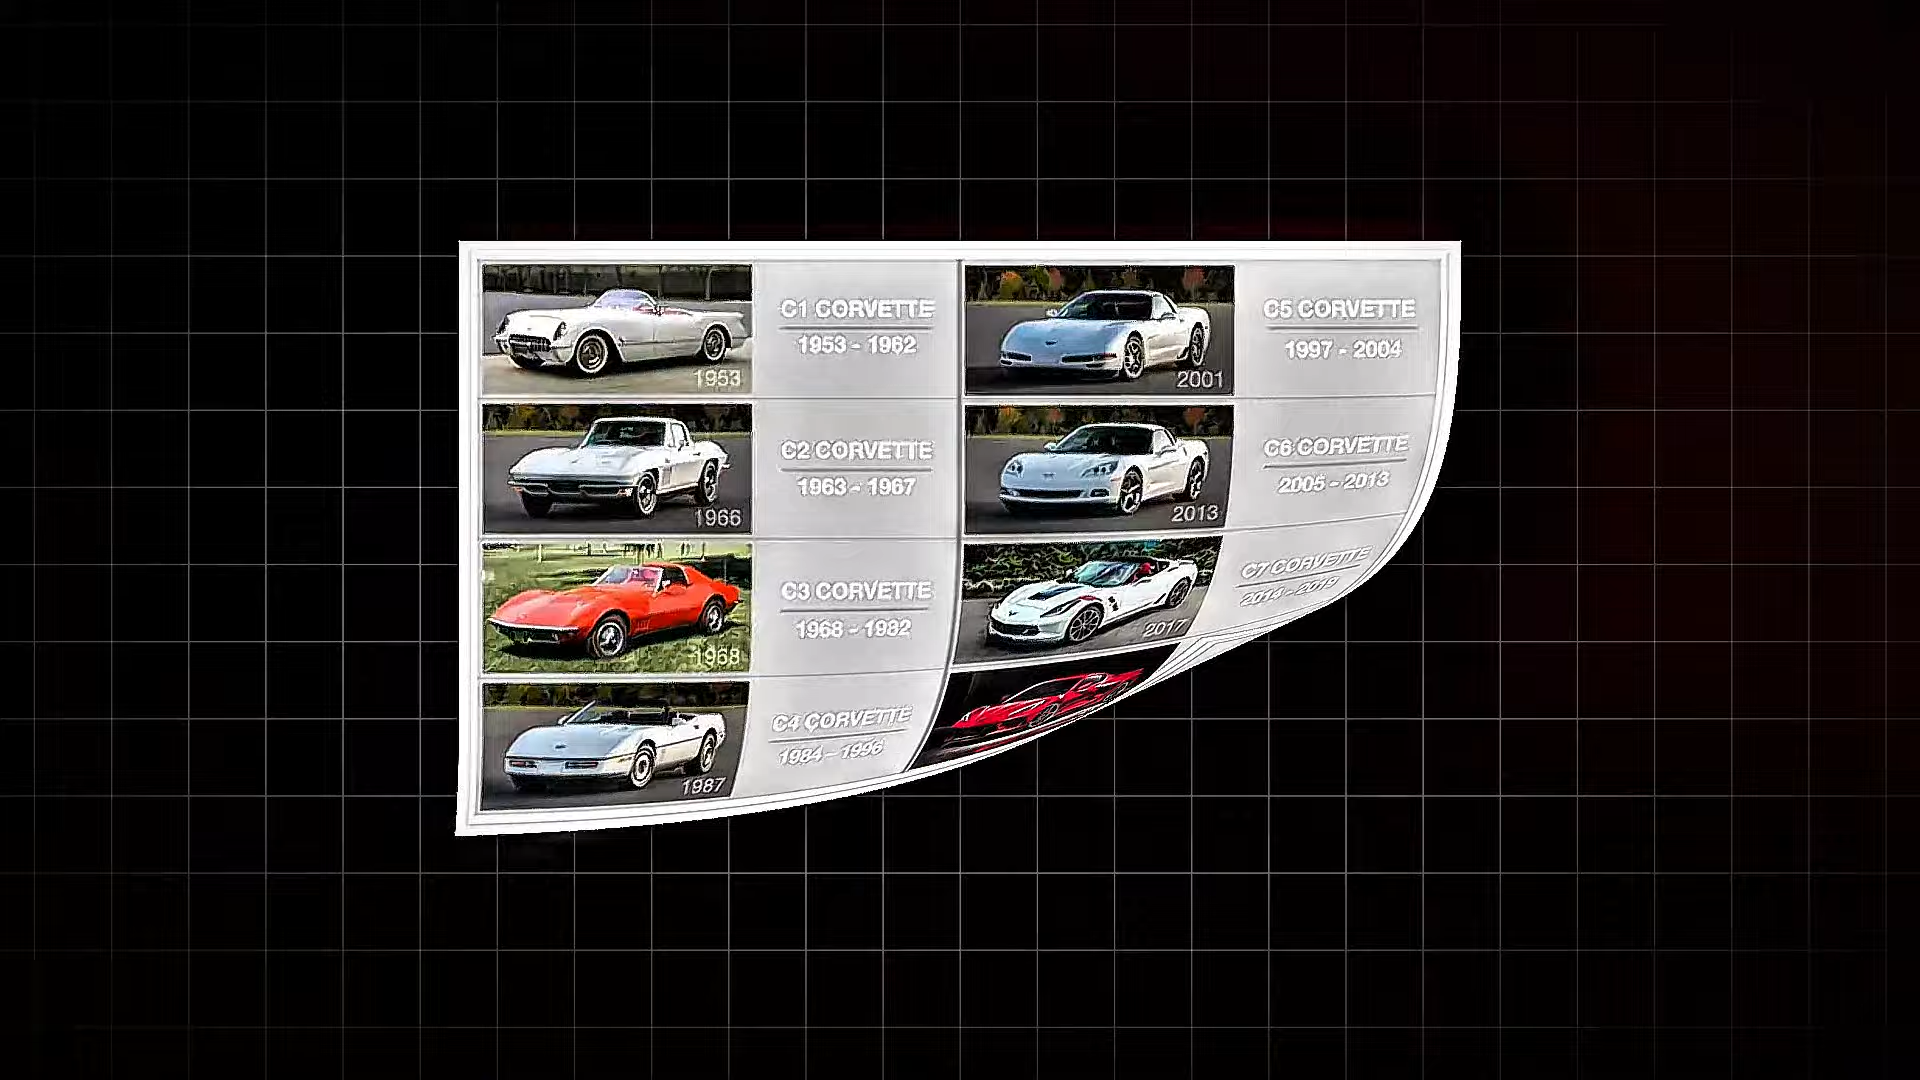 C1 CORVETTE
1953 - 1962
1953
C2 CORVETTE
1963 - 1967
1966
C3 CORVETTE
1968 - 1982
1968
C4 CORVETTE
1984 - 1996
1987
C5 CORVETTE
1997 - 2004
2001
C6 CORVETTE
2005 - 2013
2013
C7 CORVETTE
2014 - 2019
2017